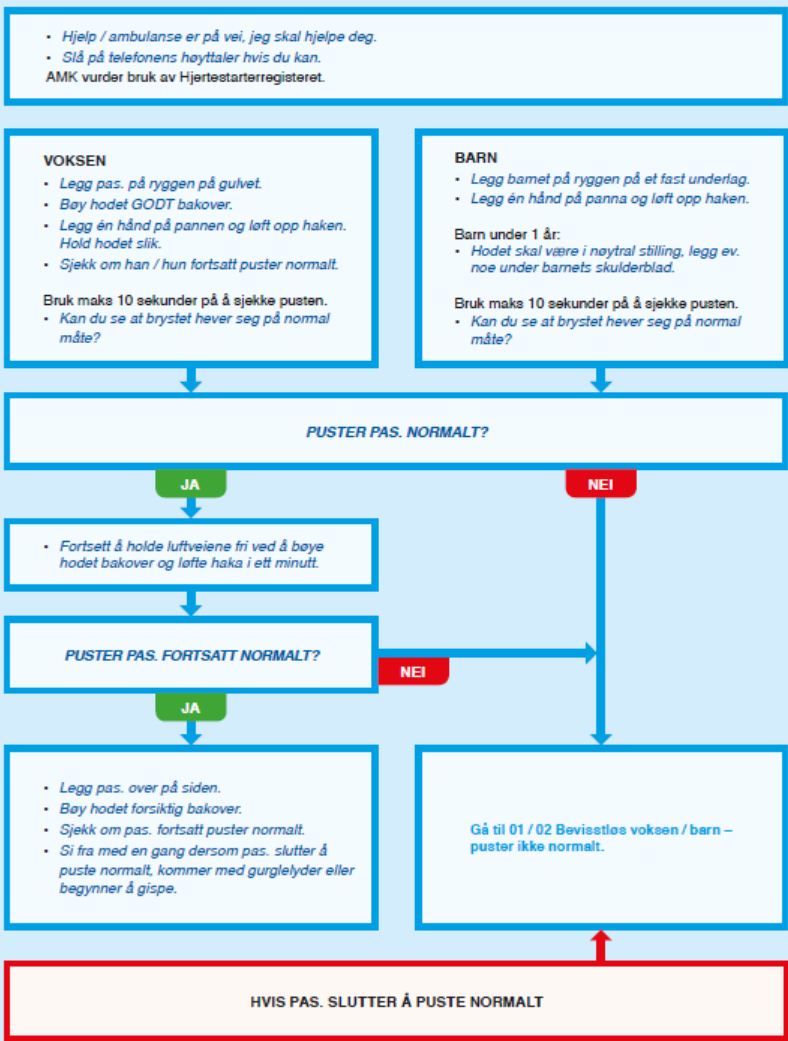 • Hjelp / ambulanse er på vei, jeg skal hjelpe deg.
• Slå på telefonens høyttaler hvis du kan.
AMK vurder bruk av Hjertestarterregisteret.
VOKSEN
• Legg pas. på ryggen på gulvet.
• Bøy hodet GODT bakover.
• Legg én hånd på pannen og løft opp haken.
Hold hodet slik.
• Sjekk om han / hun fortsatt puster normalt.
Bruk maks 10 sekunder på å sjekke pusten.
• Kan du se at brystet hever seg på normal
måte?
BARN
• Legg barnet på ryggen på et fast underlag.
• Legg én hånd på panna og løft opp haken.
Barn under 1 år:
• Hodet skal være i nøytral stilling, legg ev.
noe under barnets skulderblad.
Bruk maks 10 sekunder på å sjekke pusten.
• Kan du se at brystet hever seg på normal
måte?
PUSTER PAS. NORMALT?
JA
NEI
• Fortsett å holde luftveiene fri ved å bøye
hodet bakover og løfte haka i ett minutt.
PUSTER PAS. FORTSATT NORMALT?
NEI
JA
• Legg pas. over på siden.
• Bøy hodet forsiktig bakover.
• Sjekk om pas. fortsatt puster normalt.
• Si fra med en gang dersom pas. slutter å
puste normalt, kommer med gurglelyder eller
begynner å gispe.
Gå til 01 / 02 Bevisstløs voksen / barn –
puster ikke normalt.
HVIS PAS. SLUTTER Å PUSTE NORMALT